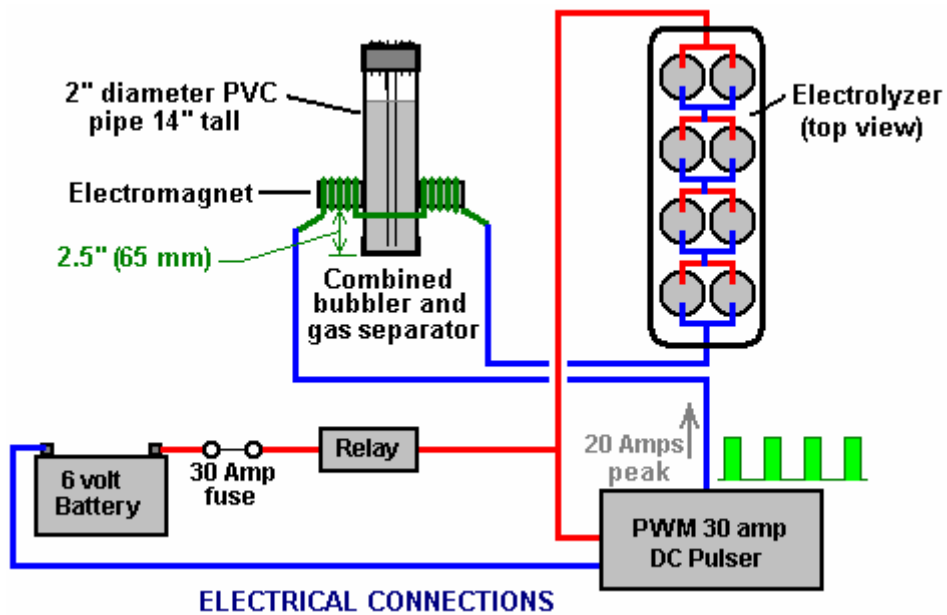 2" diameter PVC
pipe 14" tall
Electrolyzer
(top view)
Electromagnet
2.5" (65 mm)
Combined
bubbler and
gas separator
6 volt
Battery
30 Amp
fuse
Relay
20 Amps
peak
PWM 30 amp
DC Pulser
ELECTRICAL CONNECTIONS